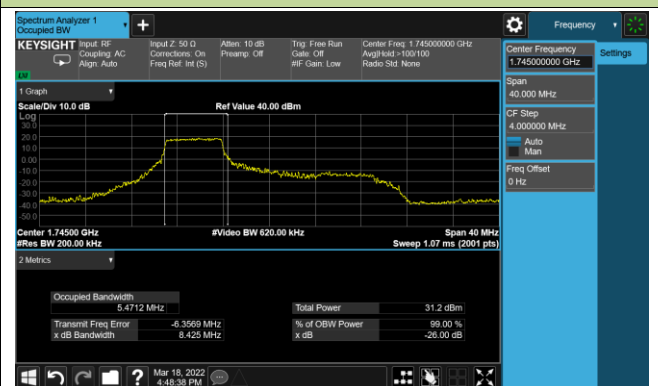 Spectrum Analyzer 1
Occupied BW
Frequency
KEYSIGHT
Input: RF
Coupling: AC
Align: Auto
Input Z: 50 Ω
Corrections: On
Freq Ref: Int (S)
Atten: 10 dB
Preamp: Off
Trig: Free Run
Gate: Off
#IF Gain: Low
Center Freq: 1.745000000 GHz
Avg|Hold:>100/100
Radio Std: None
Center Frequency
1.745000000 GHz
Settings
Span
40.000 MHz
CF Step
4.000000 MHz
Auto
Man
Freq Offset
0 Hz
1 Graph
Scale/Div 10.0 dB
Ref Value 40.00 dBm
Log
30.0
20.0
10.0
0.00
-10.0
-20.0
-30.0
-40.0
-50.0
Center 1.74500 GHz
#Video BW 620.00 kHz
Span 40 MHz
#Res BW 200.00 kHz
Sweep 1.07 ms (2001 pts)
2 Metrics
Occupied Bandwidth
5.4712 MHz
Total Power
31.2 dBm
Transmit Freq Error
-6.3569 MHz
% of OBW Power
99.00 %
x dB Bandwidth
8.425 MHz
x dB
-26.00 dB
Mar 18, 2022
4:48:38 PM